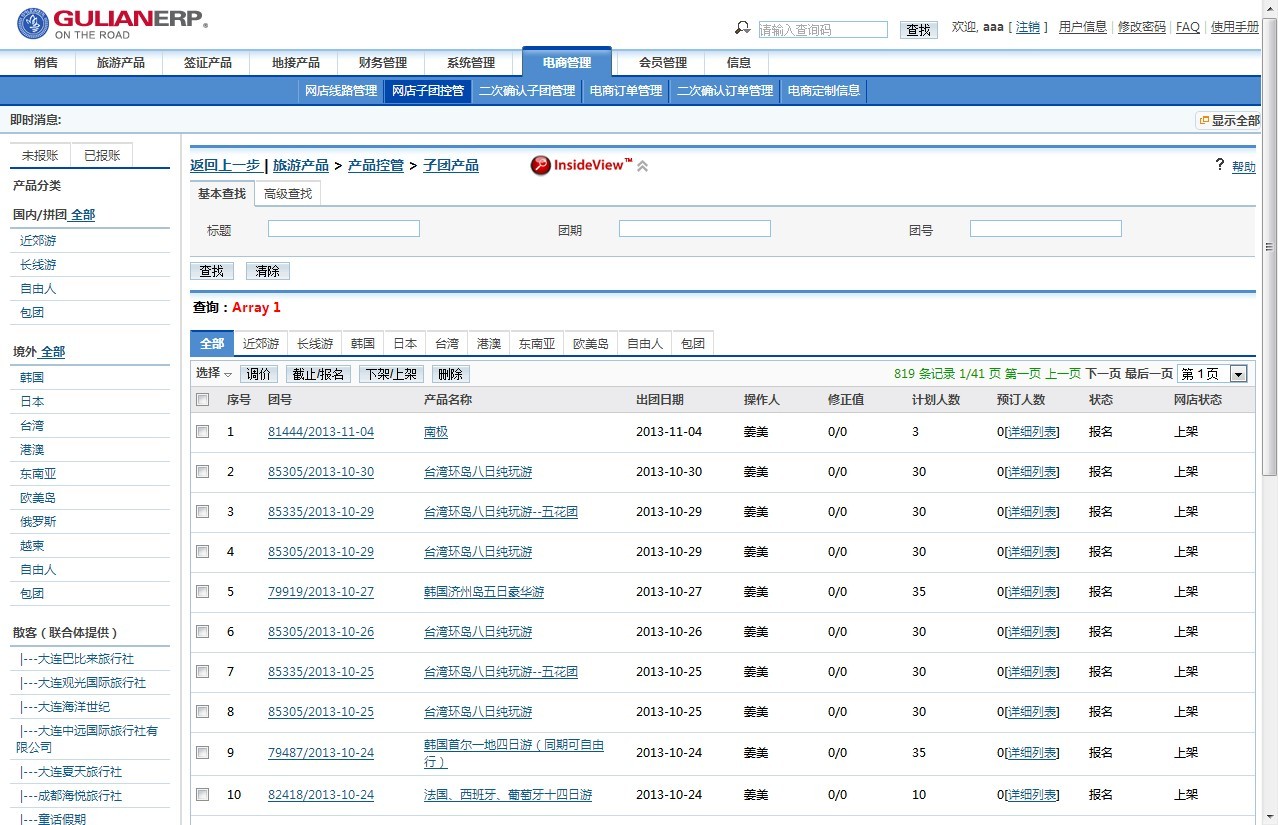 GULIANERP®
ON THE ROAD
请输入查询码 查找 欢迎, aaa [ 注销 ] 用户信息 修改密码 FAQ 使用手册
销售 旅游产品 签证产品 地接产品 财务管理 系统管理 电商管理 会员管理 信息
网店线路管理 网店子团控管 二次确认子团管理 电商订单管理 二次确认订单管理 电商定制信息
即时消息: 显示全部
未报账 已报账
产品分类
国内/拼团 全部
近郊游
长线游
自由人
包团
境外 全部
韩国
日本
台湾
港澳
东南亚
欧美岛
俄罗斯
越柬
自由人
包团
散客（联合体提供）
|---大连巴比来旅行社
|---大连观光国际旅行社
|---大连海洋世纪
|---大连中远国际旅行社有
限公司
|---大连夏天旅行社
|---成都海悦旅行社
|---童话假期
返回上一步 | 旅游产品 > 产品控管 > 子团产品 InsideView™ ? 帮助
基本查找 高级查找
标题 团期 团号
查找 清除
查询：Array 1
全部 近郊游 长线游 韩国 日本 台湾 港澳 东南亚 欧美岛 自由人 包团
选择 调价 截止/报名 下架/上架 删除 819 条记录 1/41 页 第一页 上一页 下一页 最后一页 第 1 页
序号 团号 产品名称 出团日期 操作人 修正值 计划人数 预订人数 状态 网店状态
1 81444/2013-11-04 南极 2013-11-04 姜美 0/0 3 0[详细列表] 报名 上架
2 85305/2013-10-30 台湾环岛八日纯玩游 2013-10-30 姜美 0/0 30 0[详细列表] 报名 上架
3 85335/2013-10-29 台湾环岛八日纯玩游--五花团 2013-10-29 姜美 0/0 30 0[详细列表] 报名 上架
4 85305/2013-10-29 台湾环岛八日纯玩游 2013-10-29 姜美 0/0 30 0[详细列表] 报名 上架
5 79919/2013-10-27 韩国济州岛五日豪华游 2013-10-27 姜美 0/0 35 0[详细列表] 报名 上架
6 85305/2013-10-26 台湾环岛八日纯玩游 2013-10-26 姜美 0/0 30 0[详细列表] 报名 上架
7 85335/2013-10-25 台湾环岛八日纯玩游--五花团 2013-10-25 姜美 0/0 30 0[详细列表] 报名 上架
8 85305/2013-10-25 台湾环岛八日纯玩游 2013-10-25 姜美 0/0 30 0[详细列表] 报名 上架
9 79487/2013-10-24 韩国首尔一地四日游（同期可自由
行） 2013-10-24 姜美 0/0 35 0[详细列表] 报名 上架
10 82418/2013-10-24 法国、西班牙、葡萄牙十四日游 2013-10-24 姜美 0/0 10 0[详细列表] 报名 上架